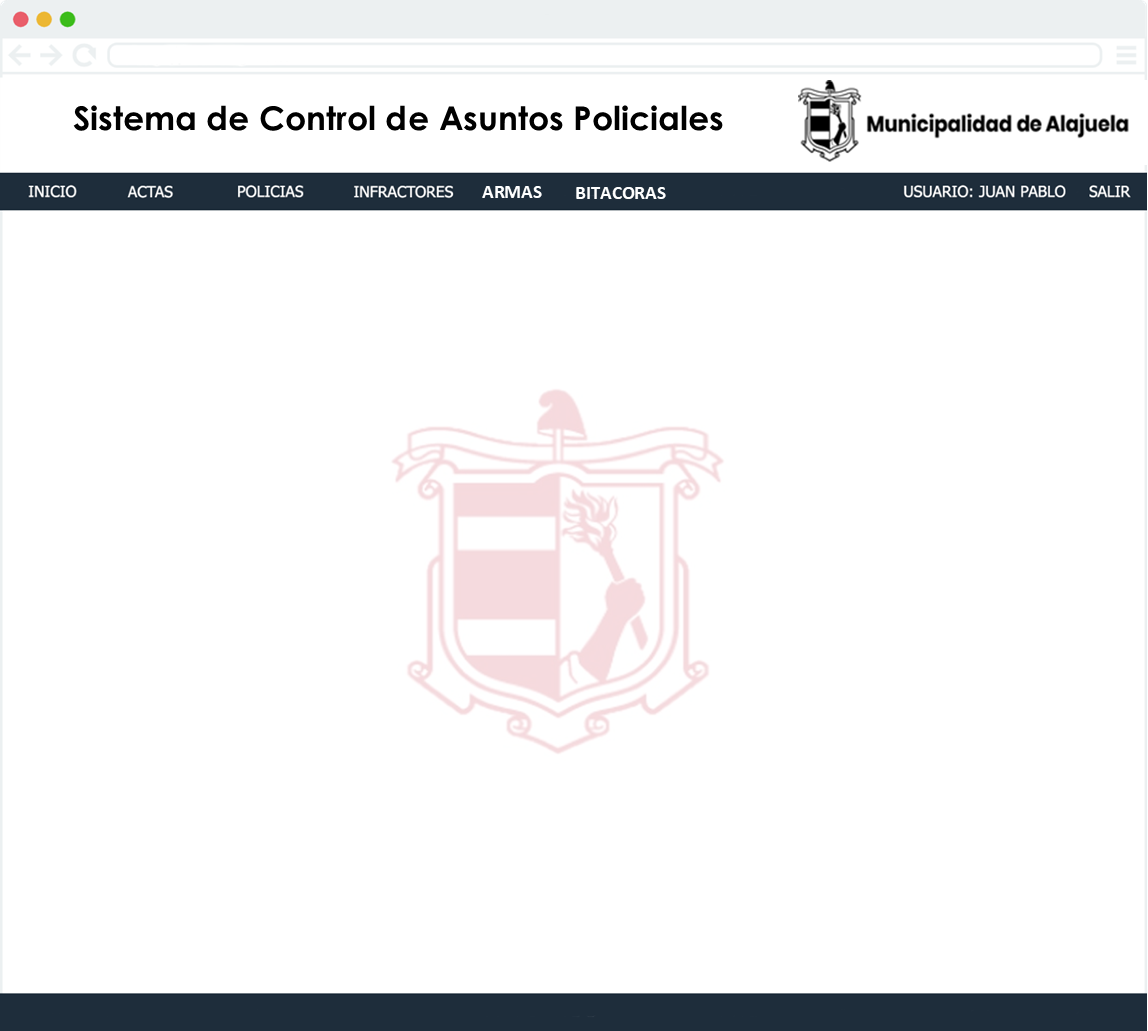 Sistema de Control de Asuntos Policiales
Municipalidad de Alajuela
INICIO ACTAS POLICIAS INFRACTORES ARMAS BITACORAS USUARIO: JUAN PABLO SALIR